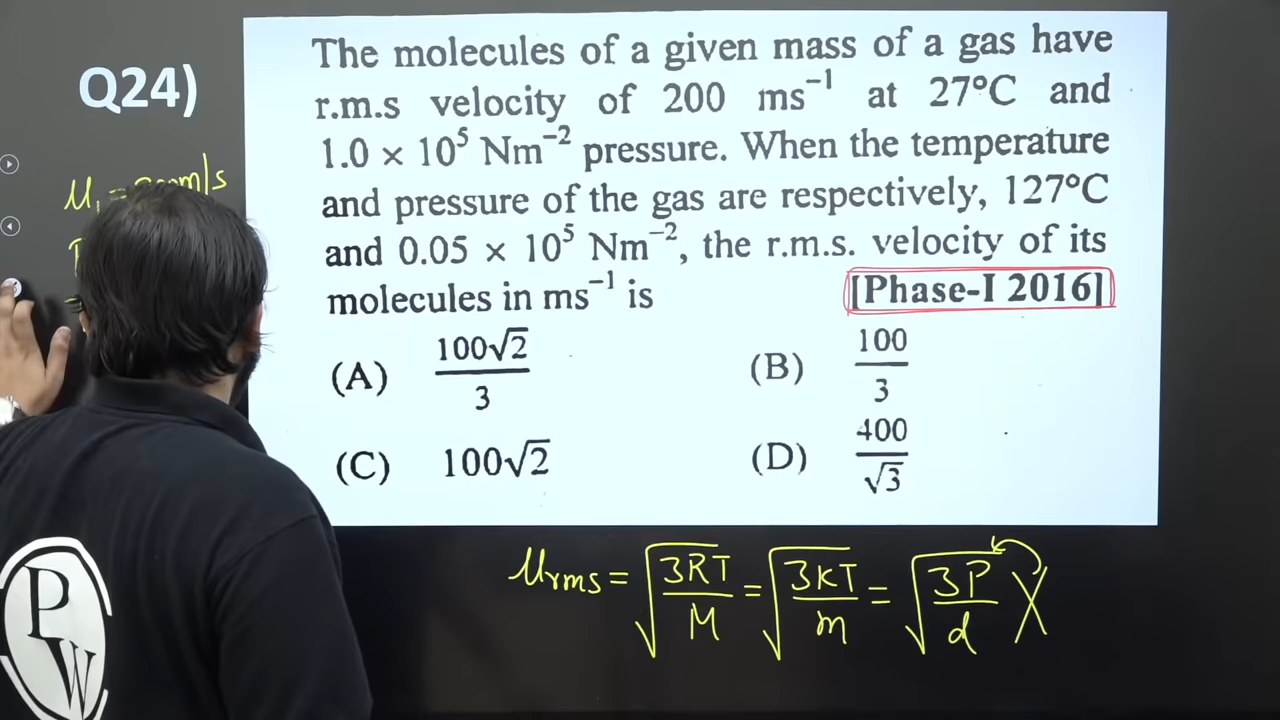 Q24)
The molecules of a given mass of a gas have
r.m.s velocity of 200 ms⁻¹ at 27°C and
1.0 × 10⁵ Nm⁻² pressure. When the temperature
and pressure of the gas are respectively, 127°C
and 0.05 × 10⁵ Nm⁻², the r.m.s. velocity of its
molecules in ms⁻¹ is [Phase-I 2016]
(A) 100√2/3 (B) 100/3
(C) 100√2 (D) 400/√3
μ₁ = m/s
μrms = √(3RT/M) = √(3KT/m) = √(3P/d) X
PW